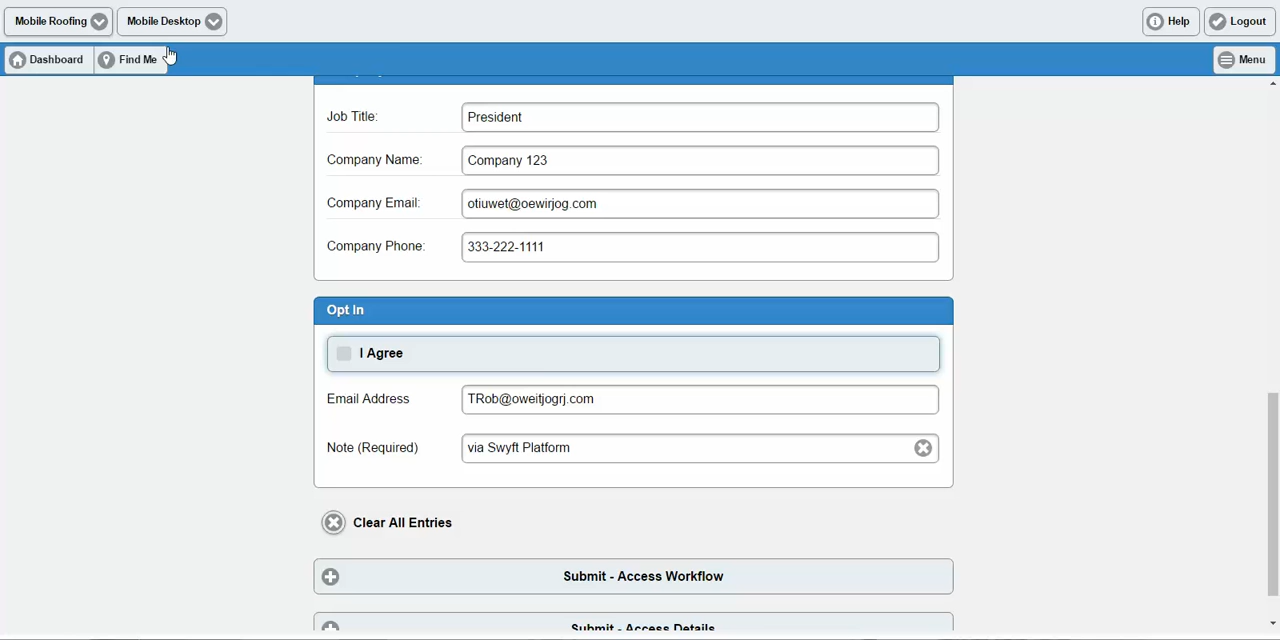 Mobile Roofing Mobile Desktop Help Logout
Dashboard Find Me Menu
Job Title: President
Company Name: Company 123
Company Email: otiuwet@oewirjog.com
Company Phone: 333-222-1111
Opt In
I Agree
Email Address TRob@oweitjogrj.com
Note (Required) via Swyft Platform
Clear All Entries
Submit - Access Workflow
Submit - Access Details